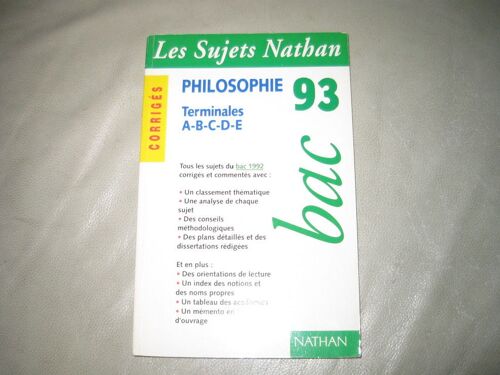 Les Sujets Nathan
CORRIGÉS
PHILOSOPHIE 93
Terminales
A-B-C-D-E
bac
Tous les sujets du bac 1992
corrigés et commentés avec :
• Un classement thématique
• Une analyse de chaque
sujet
• Des conseils
méthodologiques
• Des plans détaillés et des
dissertations rédigées
Et en plus :
• Des orientations de lecture
• Un index des notions et
des noms propres
• Un tableau des académies
• Un mémento en
d'ouvrage
NATHAN